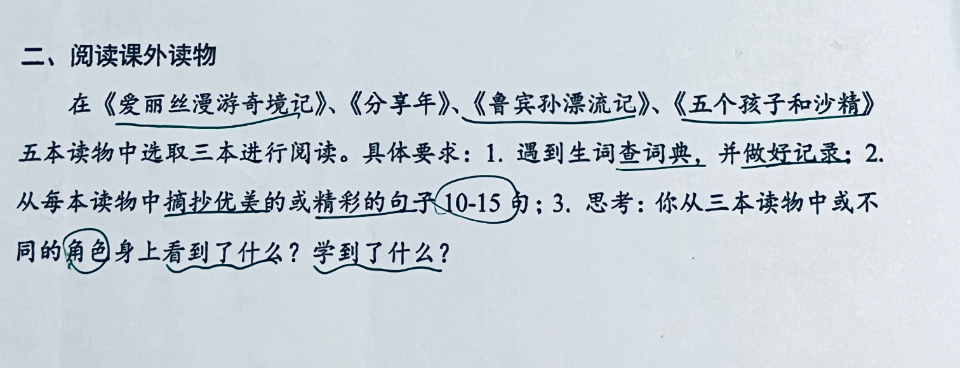 二、阅读课外读物
在《爱丽丝漫游奇境记》、《分享年》、《鲁宾孙漂流记》、《五个孩子和沙精》
五本读物中选取三本进行阅读。具体要求：1. 遇到生词查词典，并做好记录；2.
从每本读物中摘抄优美的或精彩的句子10-15句；3. 思考：你从三本读物中或不
同的角色身上看到了什么？学到了什么？